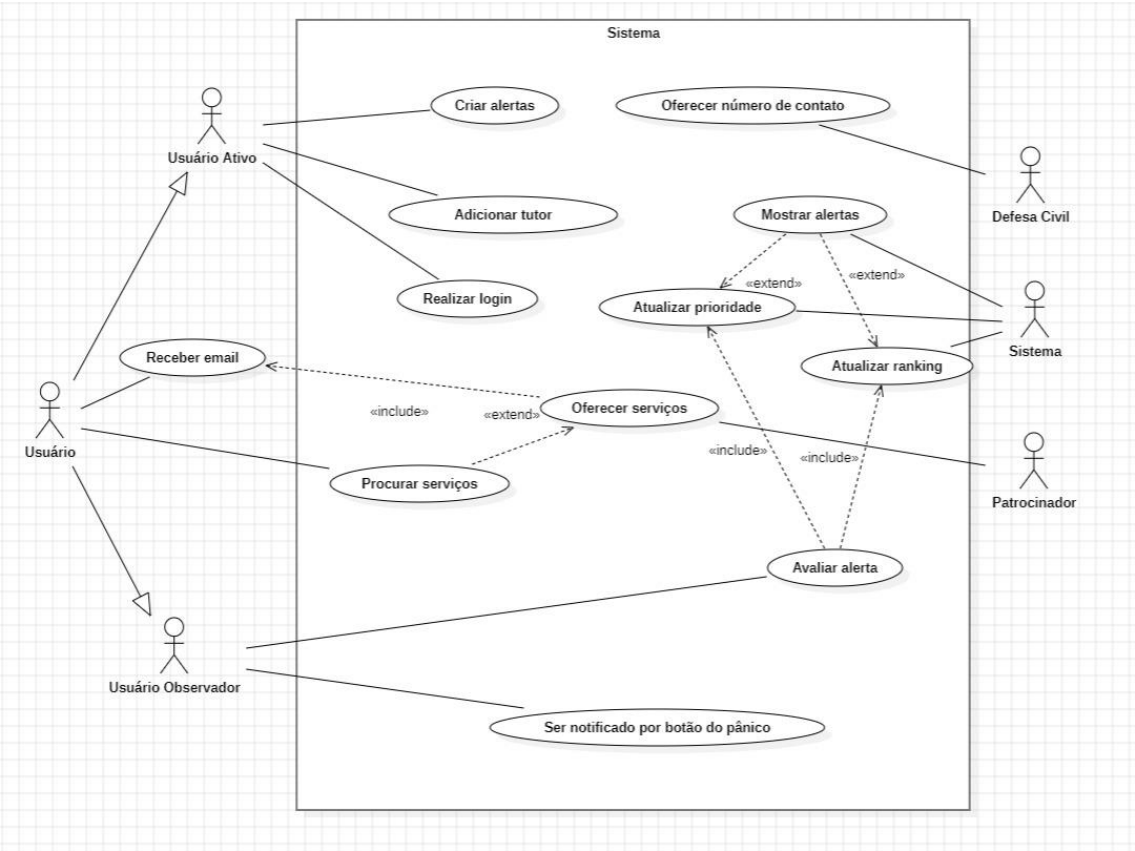 Sistema
Criar alertas
Oferecer número de contato
Usuário Ativo
Adicionar tutor
Mostrar alertas
Defesa Civil
«extend»
«extend»
Realizar login
Atualizar prioridade
Sistema
Receber email
Atualizar ranking
«include»
«extend»
Oferecer serviços
Usuário
«include»
«include»
Procurar serviços
Patrocinador
Avaliar alerta
Usuário Observador
Ser notificado por botão do pânico